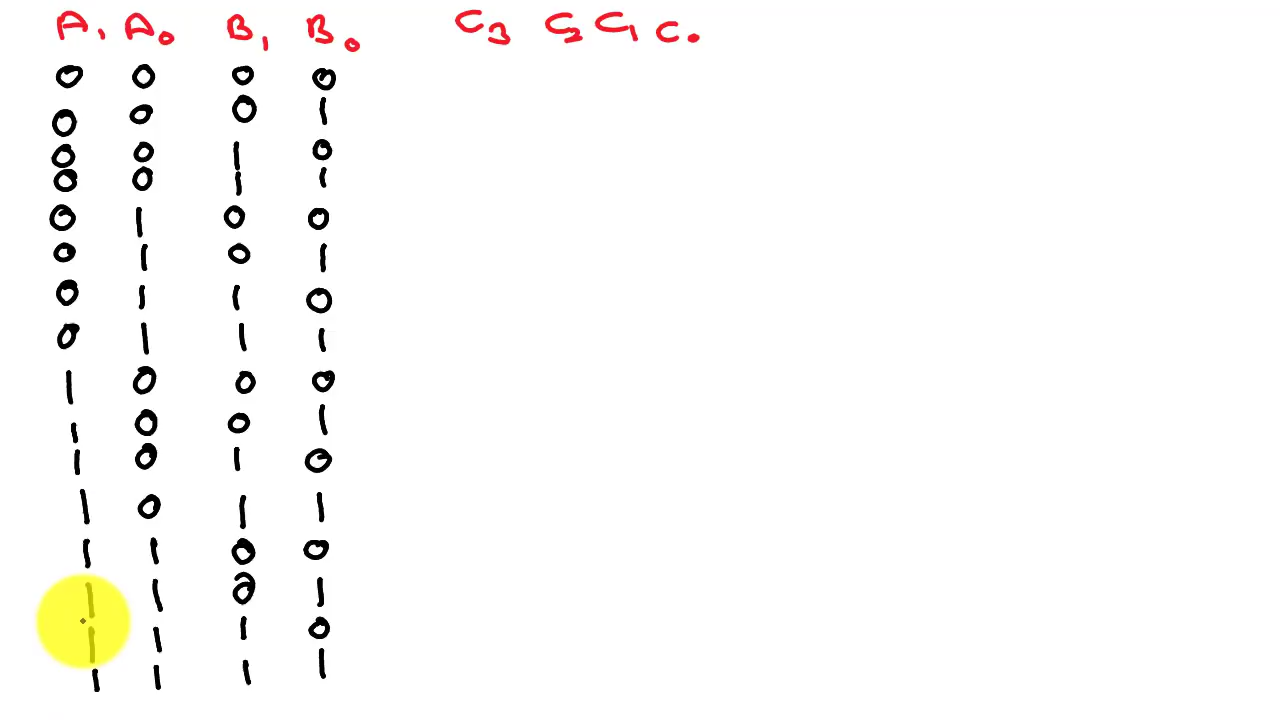 A₁ A₀ B₁ B₀ C₃ C₂ C₁ C₀
0 0 0 0
0 0 0 1
0 0 1 0
0 0 1 1
0 1 0 0
0 1 0 1
0 1 1 0
0 1 1 1
1 0 0 0
1 0 0 1
1 0 1 0
1 0 1 1
1 1 0 0
1 1 0 1
1 1 1 0
1 1 1 1